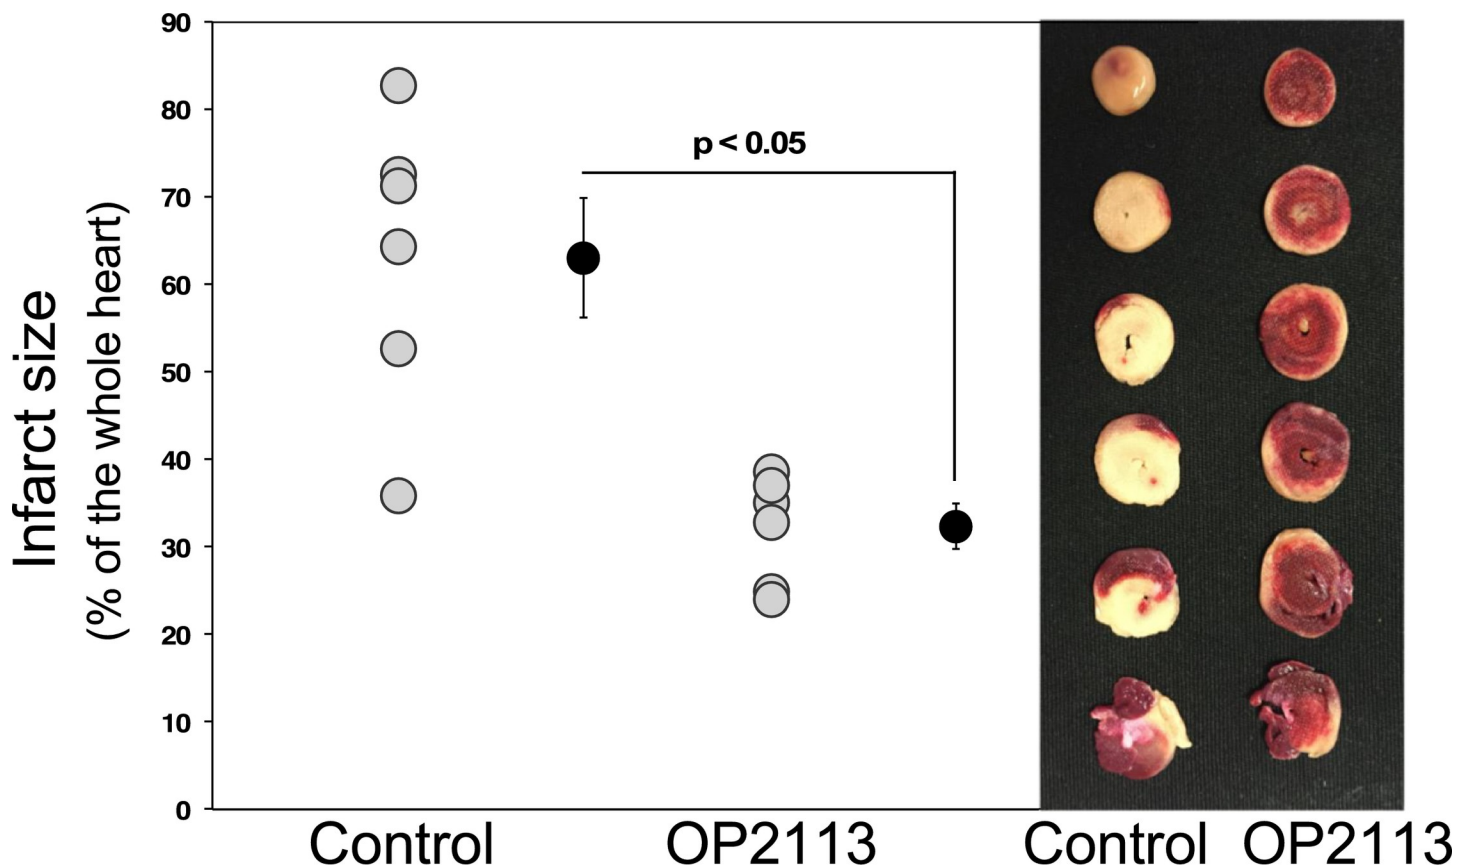 90
80
70
60
50
40
30
20
10
0
Infarct size
(% of the whole heart)
p < 0.05
Control
OP2113
Control
OP2113